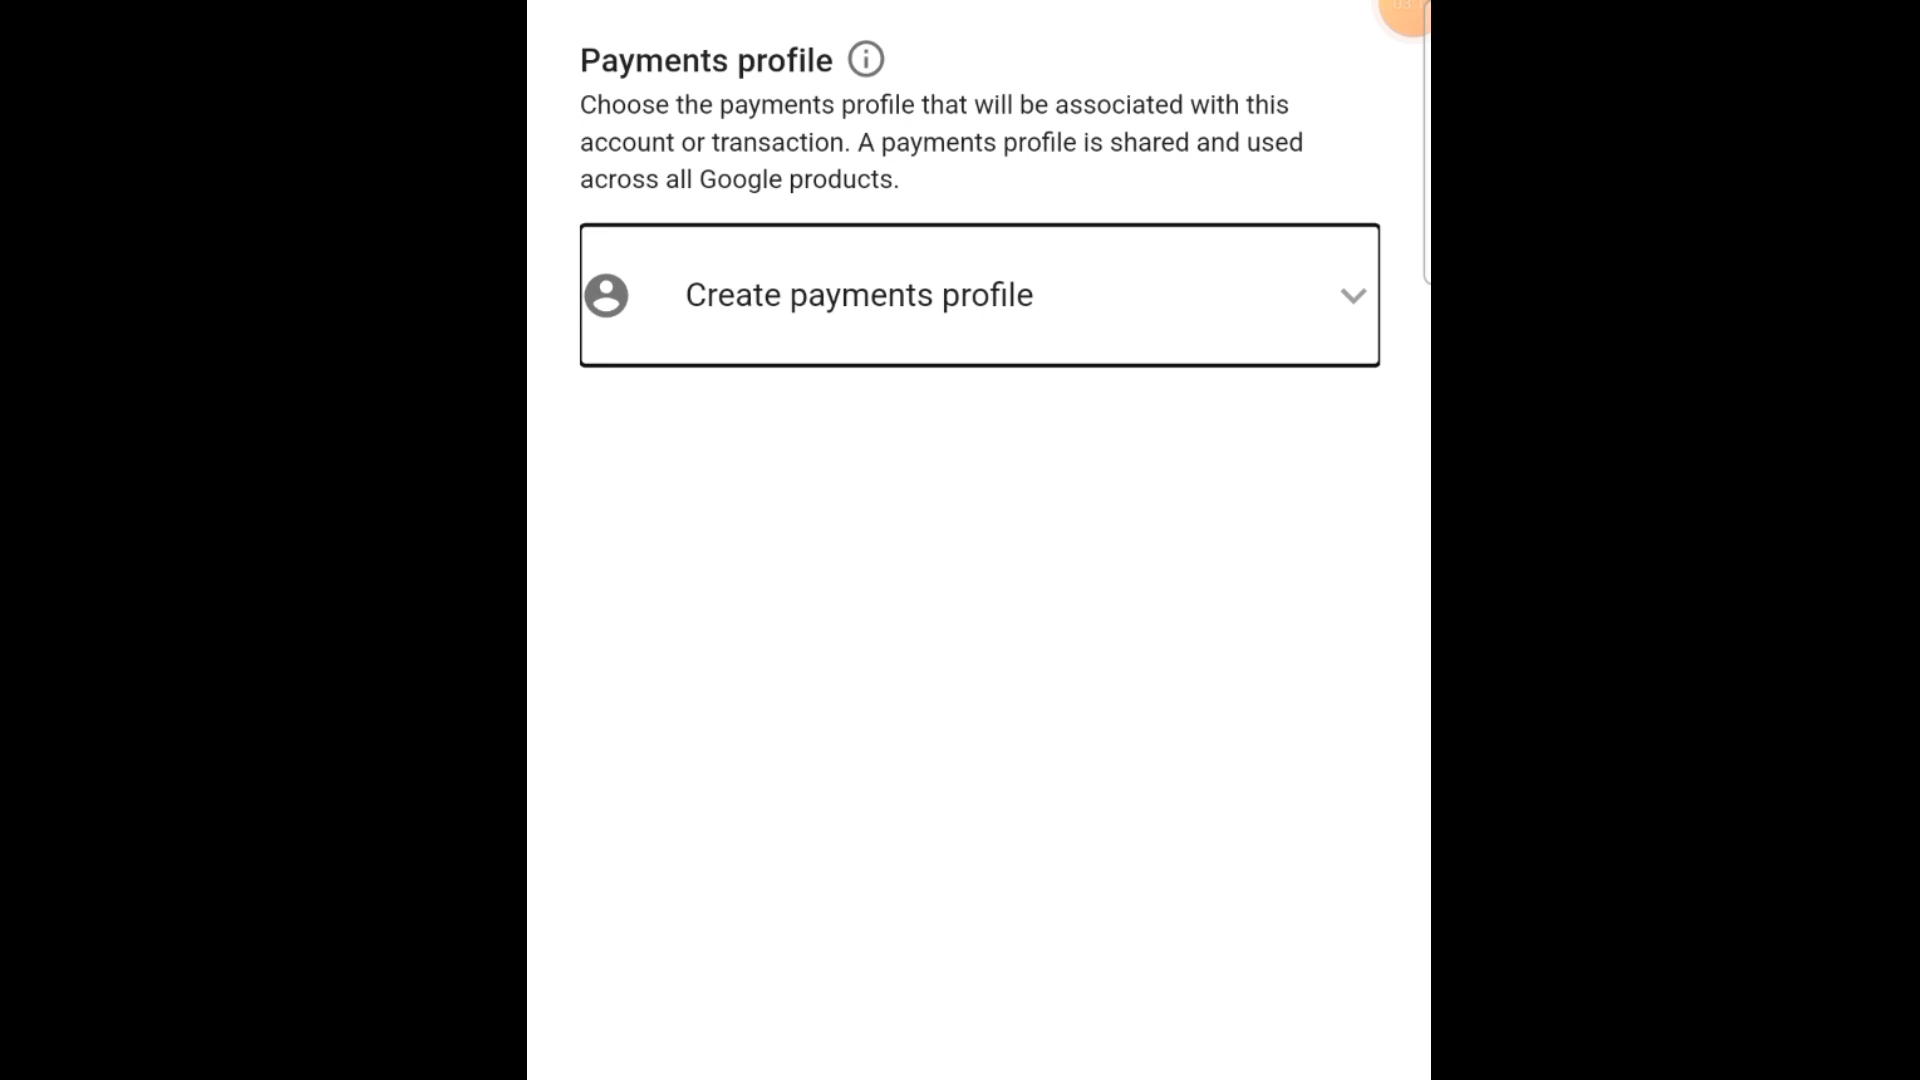 Payments profile
Choose the payments profile that will be associated with this
account or transaction. A payments profile is shared and used
across all Google products.
Create payments profile